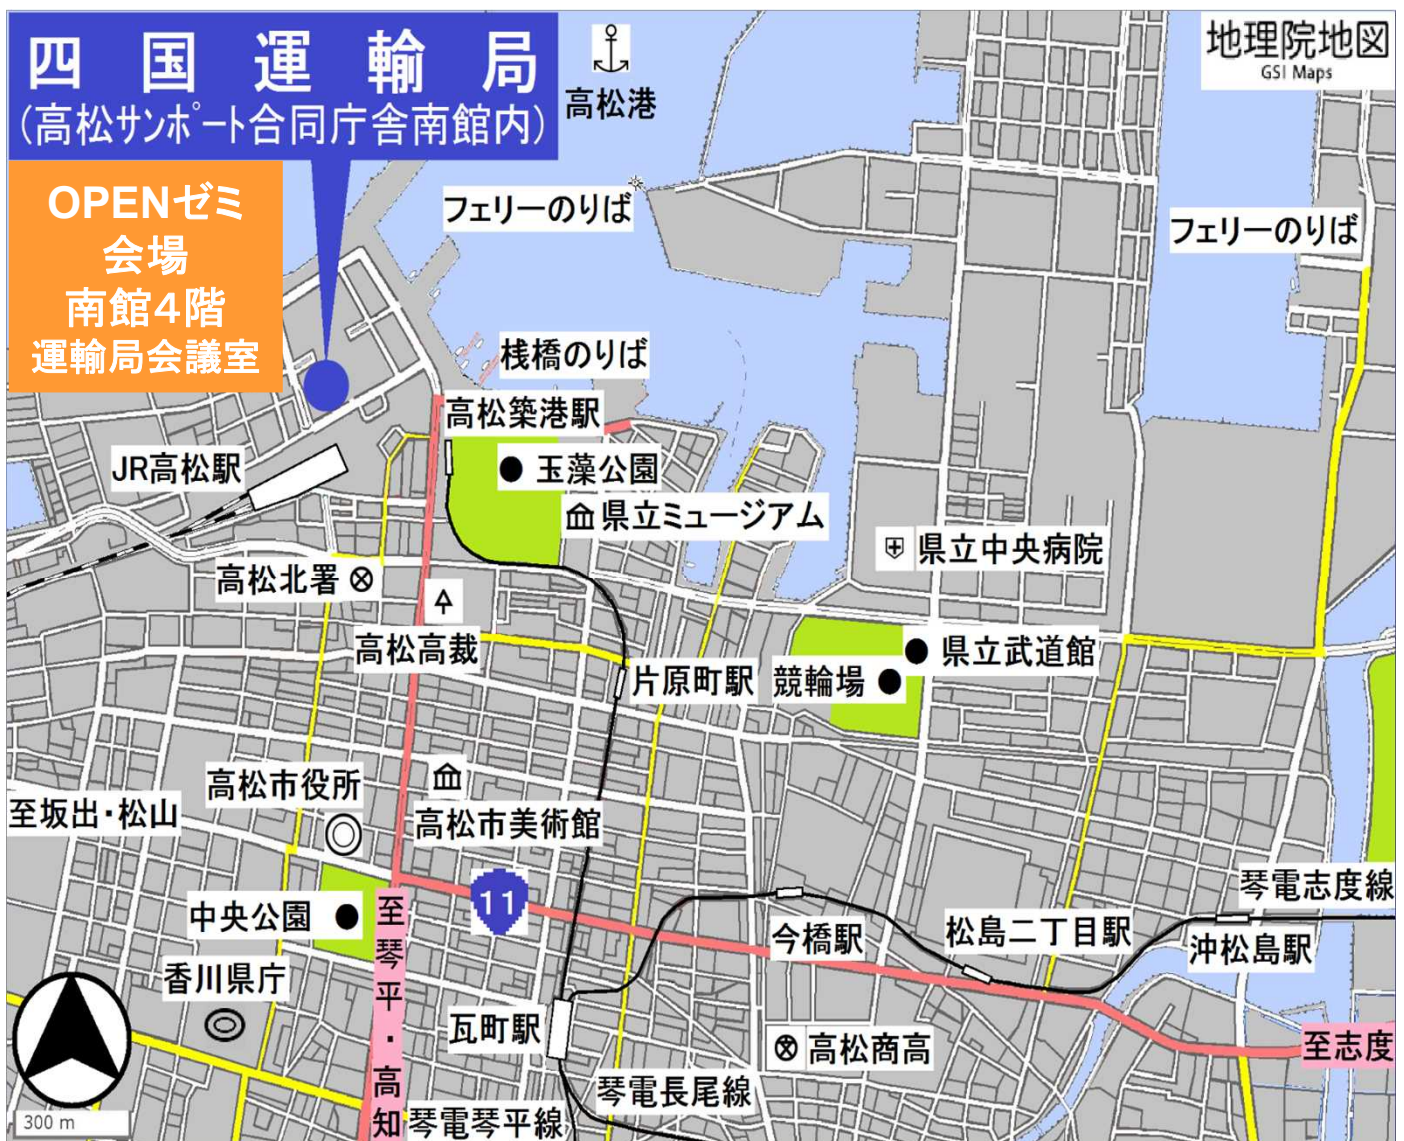 四国運輸局
(高松サンポート合同庁舎南館内)
高松港
地理院地図
GSI Maps
OPENゼミ
会場
南館4階
運輸局会議室
フェリーのりば
フェリーのりば
桟橋のりば
高松築港駅
JR高松駅
玉藻公園
県立ミュージアム
県立中央病院
高松北署
高松高裁
県立武道館
片原町駅
競輪場
高松市役所
至坂出・松山
高松市美術館
11
琴電志度線
中央公園
至琴平・高知
今橋駅
松島二丁目駅
沖松島駅
香川県庁
瓦町駅
高松商高
至志度
琴電長尾線
琴電琴平線
300 m